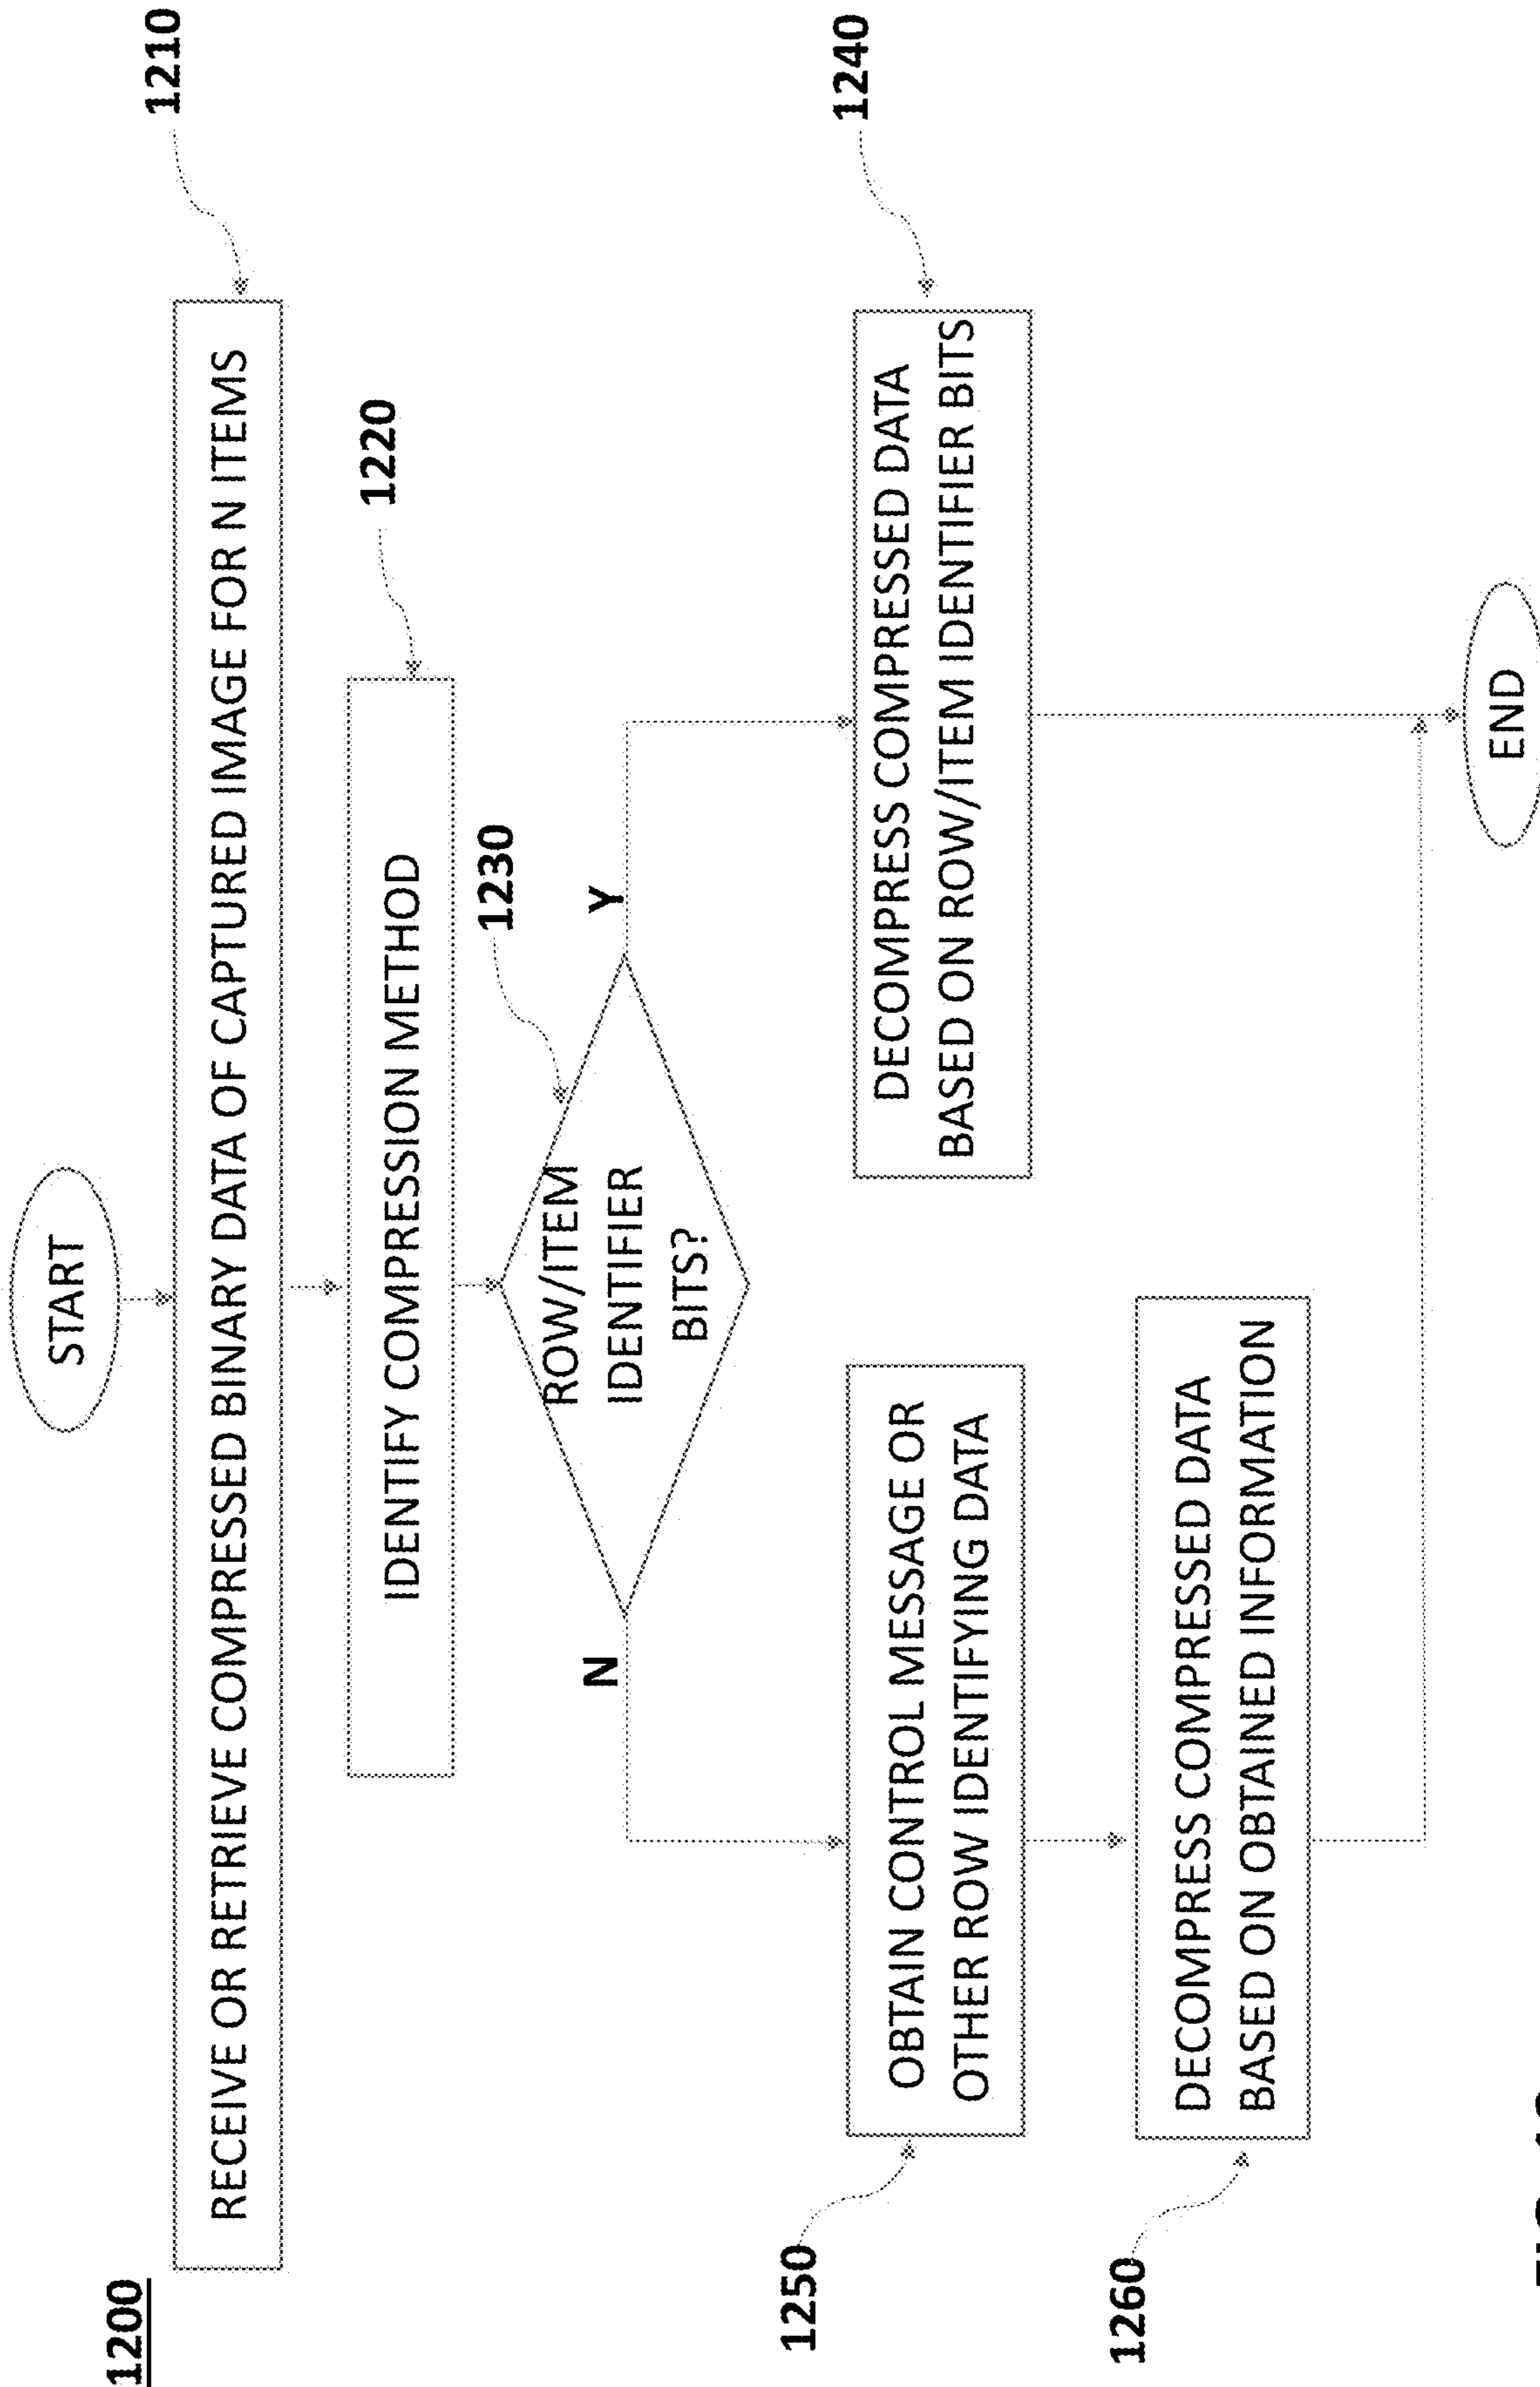 1200
START
1210
RECEIVE OR RETRIEVE COMPRESSED BINARY DATA OF CAPTURED IMAGE FOR N ITEMS
1220
IDENTIFY COMPRESSION METHOD
1230
ROW/ITEM
IDENTIFIER
BITS?
N
Y
1250
OBTAIN CONTROL MESSAGE OR
OTHER ROW IDENTIFYING DATA
1240
DECOMPRESS COMPRESSED DATA
BASED ON ROW/ITEM IDENTIFIER BITS
1260
DECOMPRESS COMPRESSED DATA
BASED ON OBTAINED INFORMATION
END